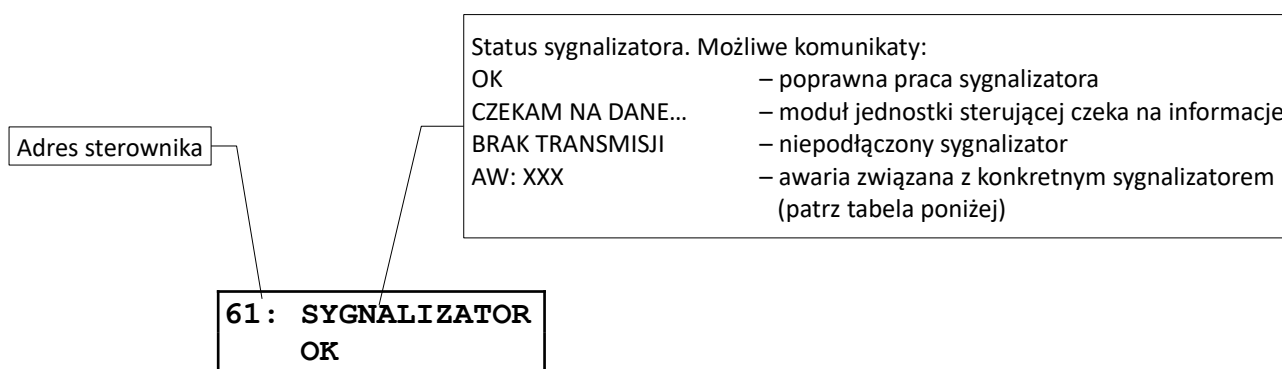 Status sygnalizatora. Możliwe komunikaty:
OK – poprawna praca sygnalizatora
CZEKAM NA DANE... – moduł jednostki sterującej czeka na informacje
BRAK TRANSMISJI – niepodłączony sygnalizator
AW: XXX – awaria związana z konkretnym sygnalizatorem
(patrz tabela poniżej)
Adres sterownika
61: SYGNALIZATOR
OK